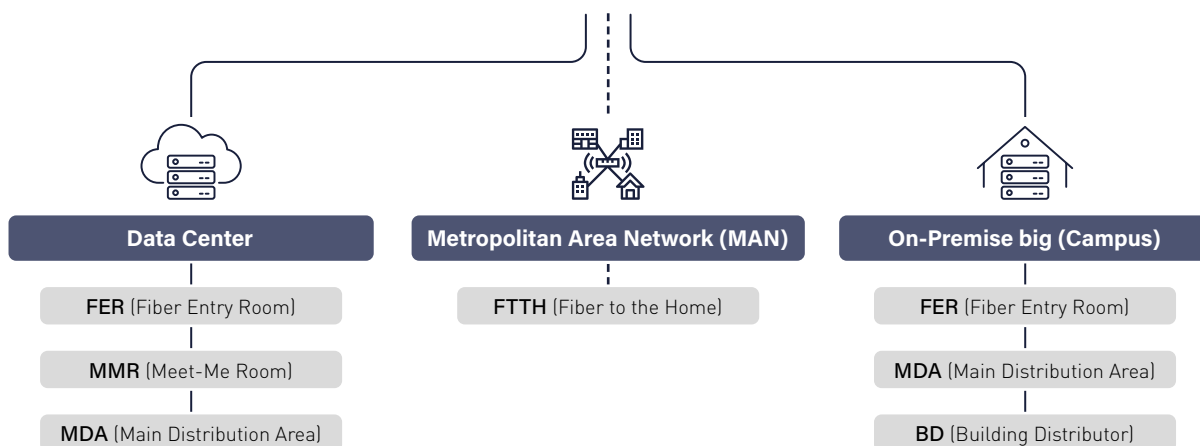 Data Center
Metropolitan Area Network (MAN)
On-Premise big (Campus)
FER (Fiber Entry Room)
FTTH (Fiber to the Home)
FER (Fiber Entry Room)
MMR (Meet-Me Room)
MDA (Main Distribution Area)
MDA (Main Distribution Area)
BD (Building Distributor)